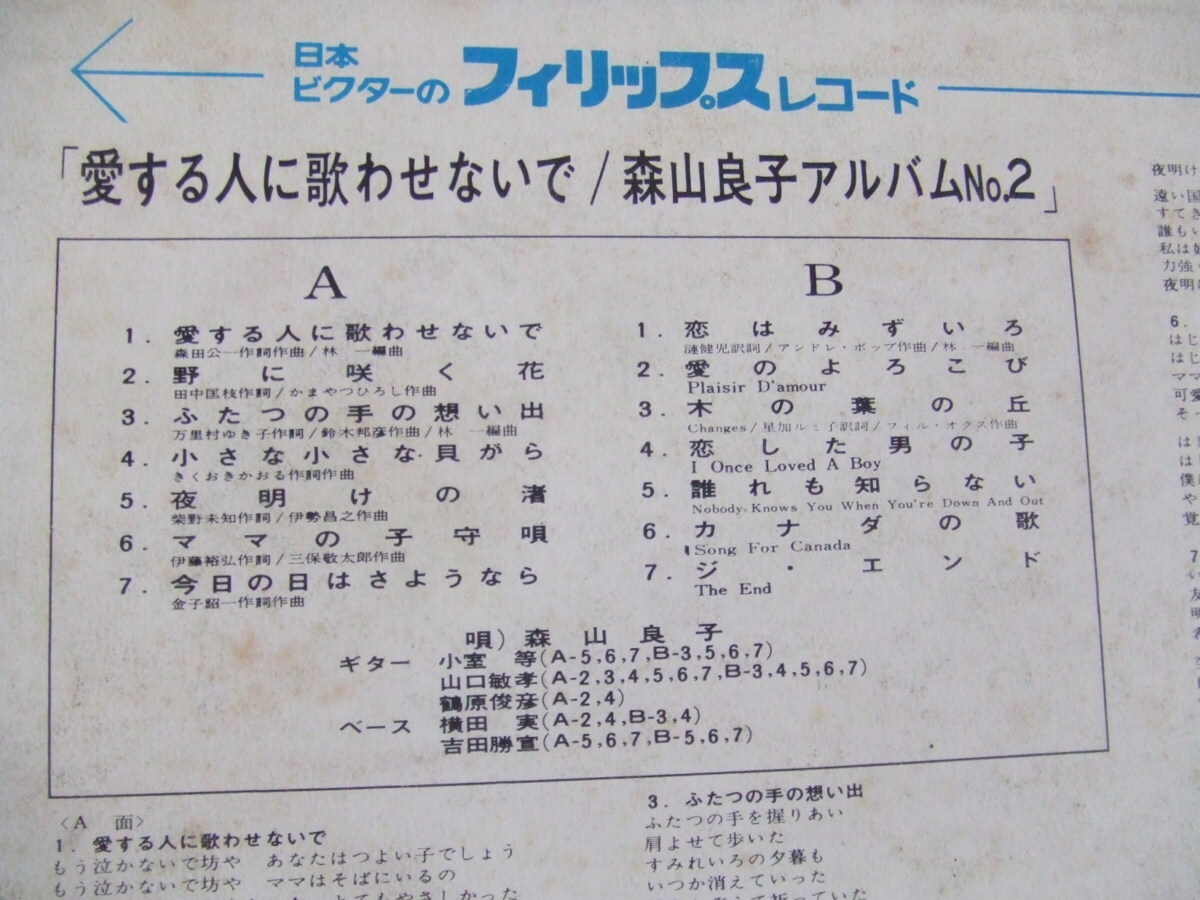 日本
ビクターの フィリップス レコード
「愛する人に歌わせないで / 森山良子アルバムNo.2」
A
1. 愛する人に歌わせないで
森田公一作詞作曲/林 一編曲
2. 野に咲く花
田中匡枝作詞/かまやつひろし作曲
3. ふたつの手の想い出
万里村ゆき子作詞/鈴木邦彦作曲/林 一編曲
4. 小さな小さな貝がら
きくおきかおる作詞作曲
5. 夜明けの渚
柴野未知作詞/伊勢昌之作曲
6. ママの子守唄
伊藤裕弘作詞/三保敬太郎作曲
7. 今日の日はさようなら
金子詔一作詞作曲
B
1. 恋はみずいろ
漣健児訳詞/アンドレ・ポップ作曲/林 一編曲
2. 愛のよろこび
Plaisir D'amour
3. 木の葉の丘
Changes/星加ルミ子訳詞/フィル・オクス作曲
4. 恋した男の子
I Once Loved A Boy
5. 誰れも知らない
Nobody Knows You When You're Down And Out
6. カナダの歌
Song For Canada
7. ジ・エンド
The End
唄) 森山良子
ギター 小室 等(A-5,6,7,B-3,5,6,7)
山口敏孝(A-2,3,4,5,6,7,B-3,4,5,6,7)
鶴原俊彦(A-2,4)
ベース 横田 実(A-2,4,B-3,4)
吉田勝宣(A-5,6,7,B-5,6,7)
〈A 面〉
1. 愛する人に歌わせないで
もう泣かないで坊や あなたはつよい子でしょう
もう泣かないで坊や ママはそばにいるの
3. ふたつの手の想い出
ふたつの手を握りあい
肩よせて歩いた
すみれいろの夕暮も
いつか消えていった
夜明け
遠い国
すてき
誰もい
私は
力強
夜明
6.
はじ
はじ
ママ
可愛
そ
は
は
僕
や
覚
7
友
明